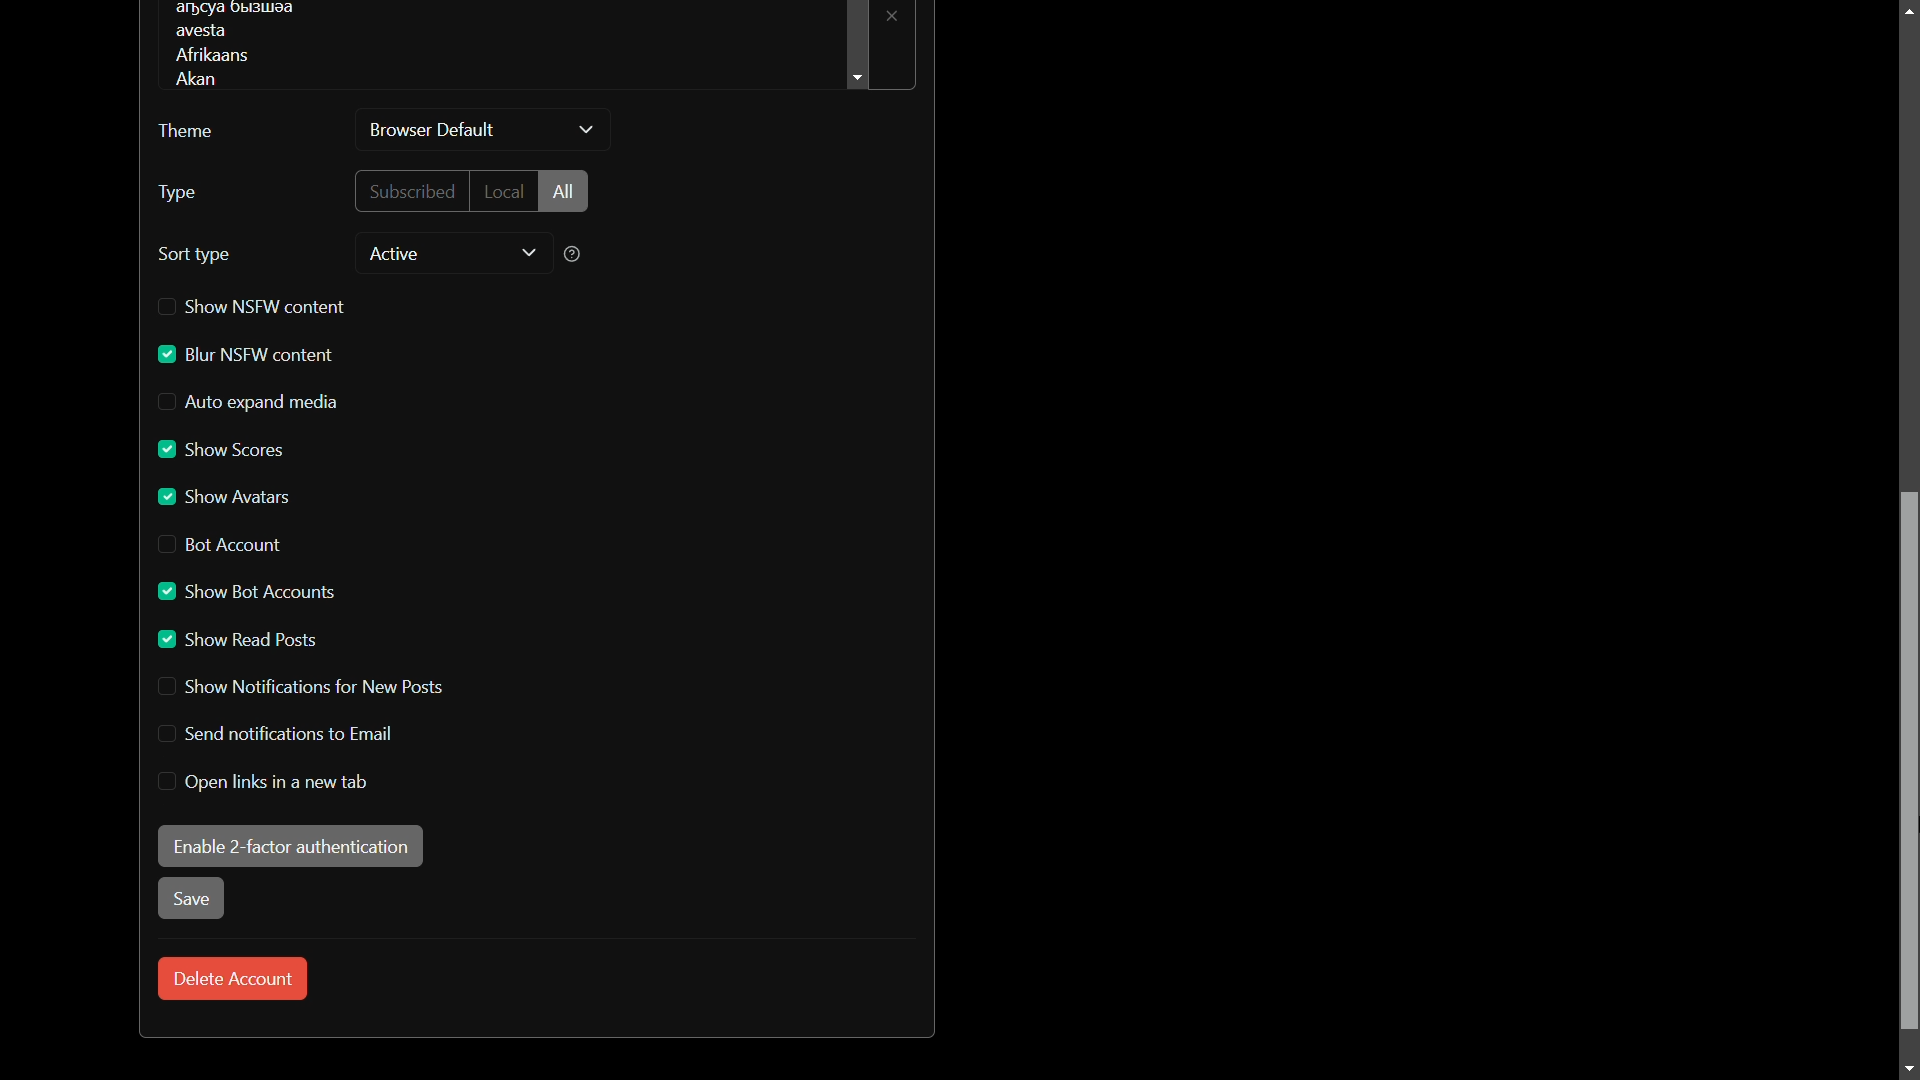 аҧсуа бызшәа
avesta
Afrikaans
Akan
Theme
Browser Default
Type
Subscribed
Local
All
Sort type
Active
Show NSFW content
Blur NSFW content
Auto expand media
Show Scores
Show Avatars
Bot Account
Show Bot Accounts
Show Read Posts
Show Notifications for New Posts
Send notifications to Email
Open links in a new tab
Enable 2-factor authentication
Save
Delete Account